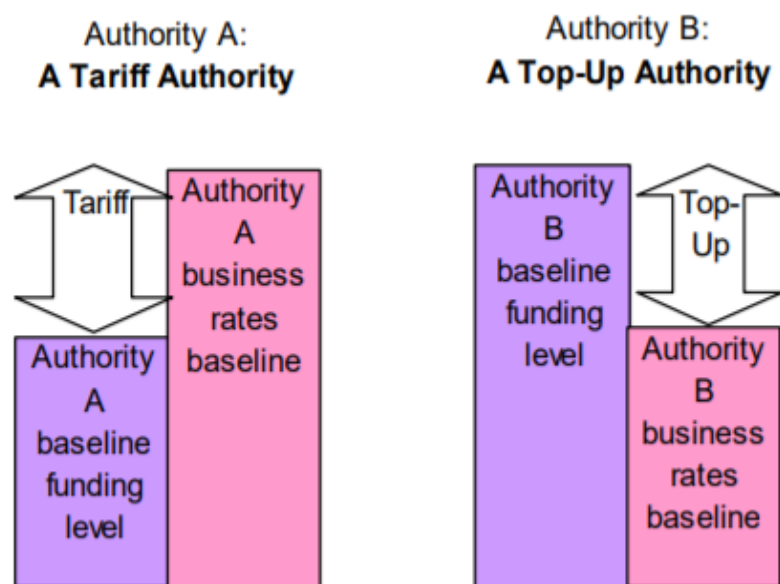 Authority A:
A Tariff Authority
Tariff
Authority
A
business
rates
baseline
Authority
A
baseline
funding
level
Authority B:
A Top-Up Authority
Authority
B
baseline
funding
level
Top-
Up
Authority
B
business
rates
baseline